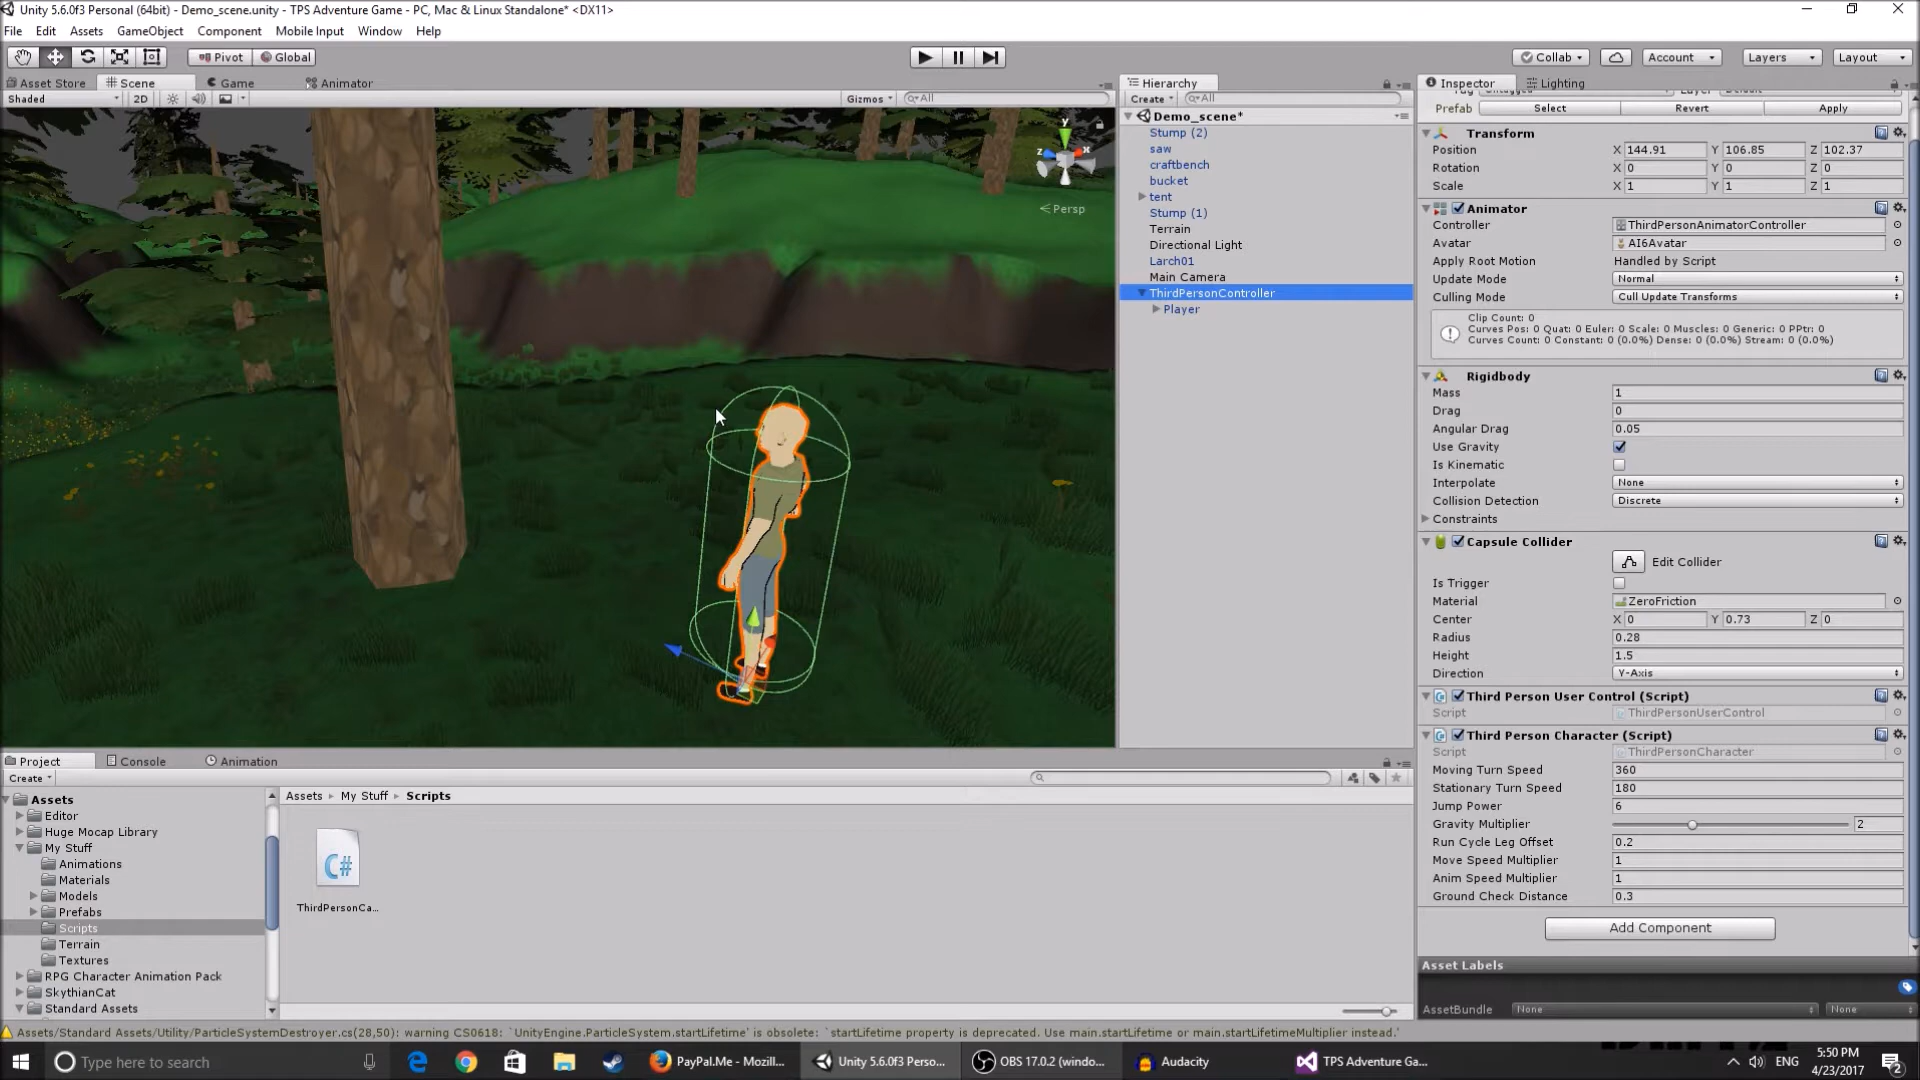 Unity 5.6.0f3 Personal (64bit) - Demo_scene.unity - TPS Adventure Game - PC, Mac & Linux Standalone* <DX11>
File Edit Assets GameObject Component Mobile Input Window Help
Pivot Global Collab Account Layers Layout
Asset Store Scene Game Animator
Shaded 2D Gizmos All
y
z x
Persp
Hierarchy
Create All
Demo_scene*
Stump (2)
saw
craftbench
bucket
tent
Stump (1)
Terrain
Directional Light
Larch01
Main Camera
ThirdPersonController
Player
Inspector Lighting
Prefab Select Revert Apply
Transform
Position X 144.91 Y 106.85 Z 102.37
Rotation X 0 Y 0 Z 0
Scale X 1 Y 1 Z 1
Animator
Controller ThirdPersonAnimatorController
Avatar AI6Avatar
Apply Root Motion Handled by Script
Update Mode Normal
Culling Mode Cull Update Transforms
Clip Count: 0
Curves Pos: 0 Quat: 0 Euler: 0 Scale: 0 Muscles: 0 Generic: 0 PPtr: 0
Curves Count: 0 Constant: 0 (0.0%) Dense: 0 (0.0%) Stream: 0 (0.0%)
Rigidbody
Mass 1
Drag 0
Angular Drag 0.05
Use Gravity
Is Kinematic
Interpolate None
Collision Detection Discrete
Constraints
Capsule Collider
Edit Collider
Is Trigger
Material ZeroFriction
Center X 0 Y 0.73 Z 0
Radius 0.28
Height 1.5
Direction Y-Axis
Third Person User Control (Script)
Script ThirdPersonUserControl
Third Person Character (Script)
Script ThirdPersonCharacter
Moving Turn Speed 360
Stationary Turn Speed 180
Jump Power 6
Gravity Multiplier 2
Run Cycle Leg Offset 0.2
Move Speed Multiplier 1
Anim Speed Multiplier 1
Ground Check Distance 0.3
Add Component
Asset Labels
AssetBundle None None
Project Console Animation
Create
Assets
Editor
Huge Mocap Library
My Stuff
Animations
Materials
Models
Prefabs
Scripts
Terrain
Textures
RPG Character Animation Pack
SkythianCat
Standard Assets
Assets My Stuff Scripts
C#
ThirdPersonCa...
Assets/Standard Assets/Utility/ParticleSystemDestroyer.cs(28,50): warning CS0618: `UnityEngine.ParticleSystem.startLifetime' is obsolete: `startLifetime property is deprecated. Use main.startLifetime or main.startLifetimeMultiplier instead.'
Type here to search
PayPal.Me - Mozill...
Unity 5.6.0f3 Perso...
OBS 17.0.2 (windo...
Audacity
TPS Adventure Ga...
ENG
5:50 PM
4/23/2017
2